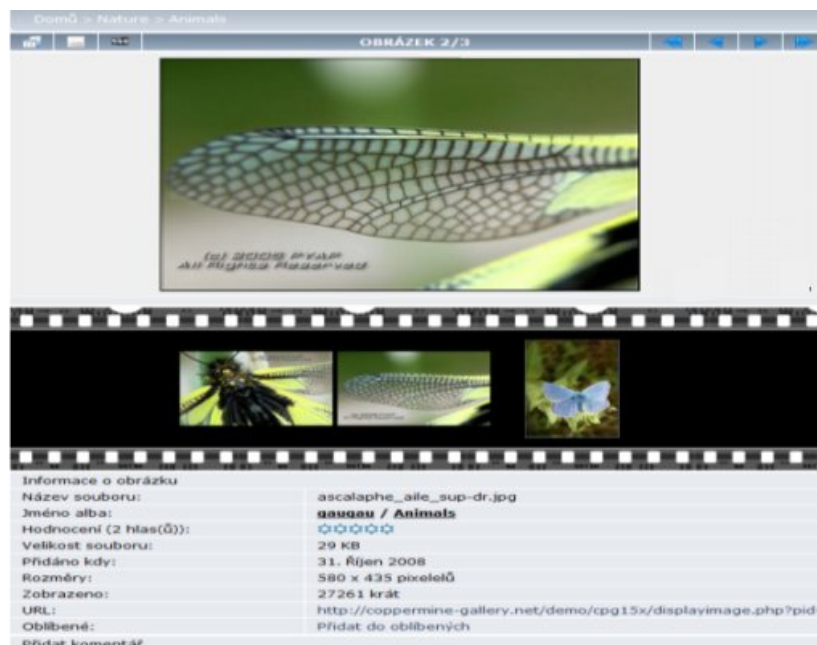 Domů > Nature > Animals
OBRÁZEK 2/3
(c) 2008 PYAP
All Rights Reserved
Informace o obrázku
Název souboru: ascalaphe_aile_sup-dr.jpg
Jméno alba: gaugau / Animals
Hodnocení (2 hlas(ů)):
Velikost souboru: 29 KB
Přidáno kdy: 31. Říjen 2008
Rozměry: 580 x 435 pixelelů
Zobrazeno: 27261 krát
URL: http://coppermine-gallery.net/demo/cpg15x/displayimage.php?pid
Oblíbené: Přidat do oblíbených
Přidat komentář